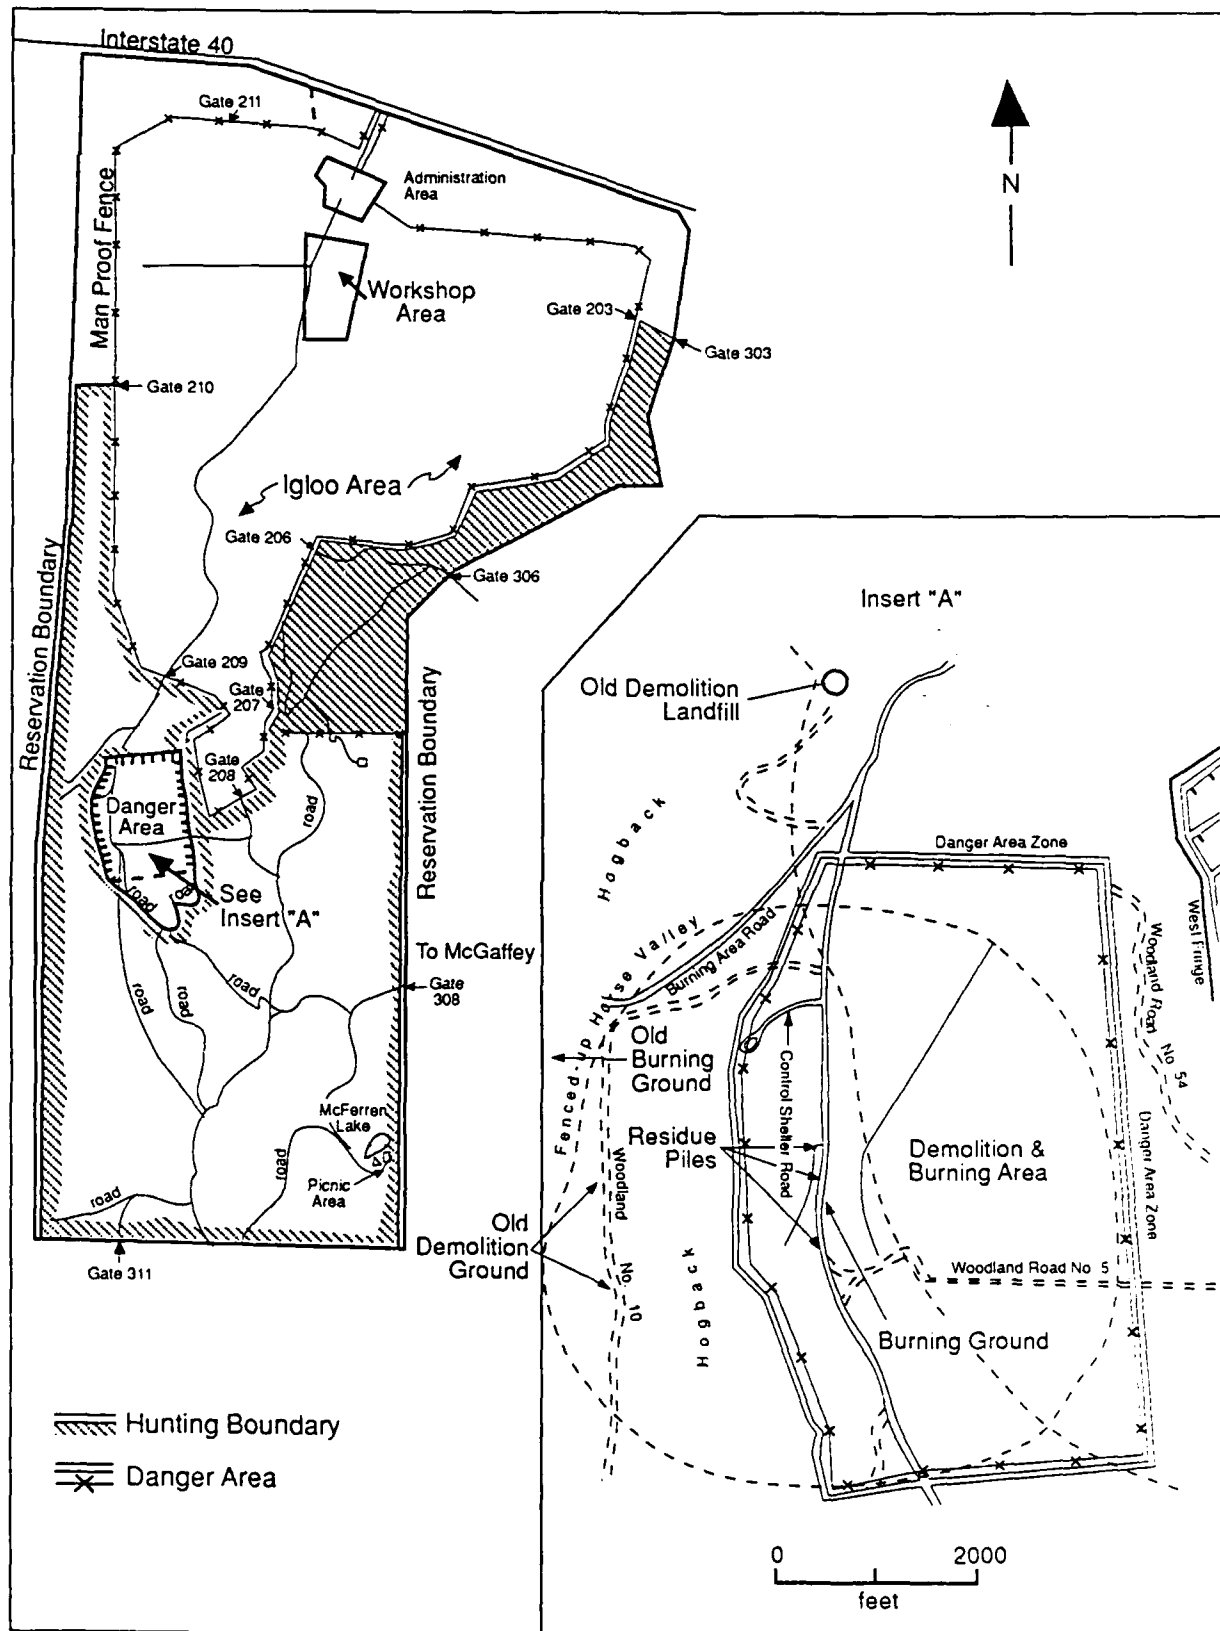 Interstate 40
Gate 211
Man Proof Fence
Administration
Area
N
Workshop
Area
Gate 203
Gate 303
Gate 210
Igloo Area
Gate 206
Gate 306
Reservation Boundary
Gate 209
Gate
207
Reservation Boundary
Gate
208
Danger
Area
road
road
road
See
Insert "A"
To McGaffey
Gate
308
road
road
road
McFerren
Lake
road
Picnic
Area
road
Gate 311
Hunting Boundary
Danger Area
Insert "A"
Old Demolition
Landfill
Hogback
Danger Area Zone
West Fringe
Fenced-up Horse Valley
Burning Area Road
Woodland Road No 54
Old
Burning
Ground
Control Shelter Road
Residue
Piles
Demolition &
Burning Area
Danger Area Zone
Woodland No. 10
Old
Demolition
Ground
Hogback
Woodland Road No 5
Burning Ground
0 2000
feet